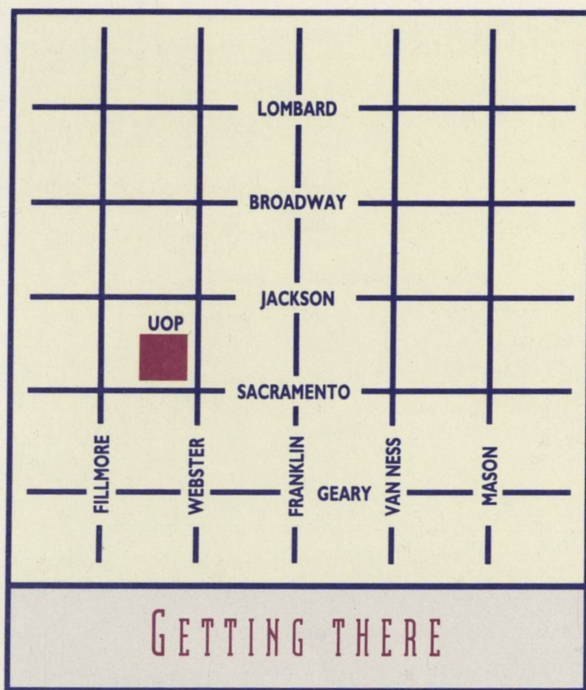 LOMBARD
BROADWAY
JACKSON
UOP
SACRAMENTO
FILLMORE
WEBSTER
FRANKLIN
GEARY
VAN NESS
MASON
GETTING THERE